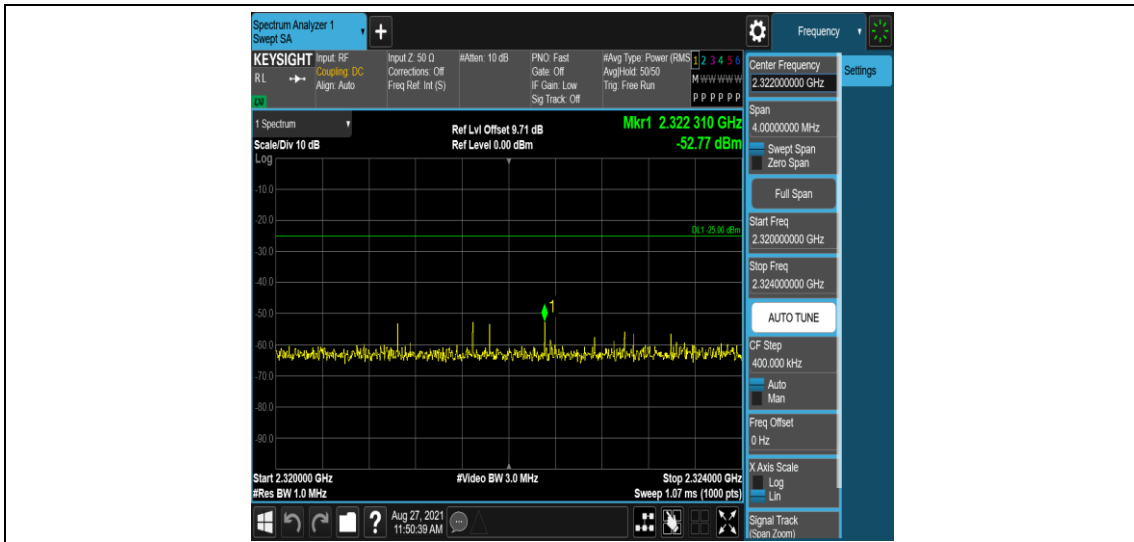 Spectrum Analyzer 1
Swept SA
+
Frequency
KEYSIGHT
RL
LM
Input: RF
Coupling: DC
Align: Auto
Input Z: 50 Ω
Corrections: Off
Freq Ref: Int (S)
#Atten: 10 dB
PNO: Fast
Gate: Off
IF Gain: Low
Sig Track: Off
#Avg Type: Power (RMS
Avg|Hold: 50/50
Trig: Free Run
1 2 3 4 5 6
M W W W W W
P P P P P P
Center Frequency
2.322000000 GHz
Settings
1 Spectrum
Ref Lvl Offset 9.71 dB
Mkr1 2.322 310 GHz
Scale/Div 10 dB
Ref Level 0.00 dBm
-52.77 dBm
Log
-10.0
-20.0
-30.0
-40.0
-50.0
-60.0
-70.0
-80.0
-90.0
DL1 -25.00 dBm
1
Start 2.320000 GHz
#Video BW 3.0 MHz
Stop 2.324000 GHz
#Res BW 1.0 MHz
Sweep 1.07 ms (1000 pts)
Span
4.00000000 MHz
Swept Span
Zero Span
Full Span
Start Freq
2.320000000 GHz
Stop Freq
2.324000000 GHz
AUTO TUNE
CF Step
400.000 kHz
Auto
Man
Freq Offset
0 Hz
X Axis Scale
Log
Lin
Signal Track
(Span Zoom)
?
Aug 27, 2021
11:50:39 AM